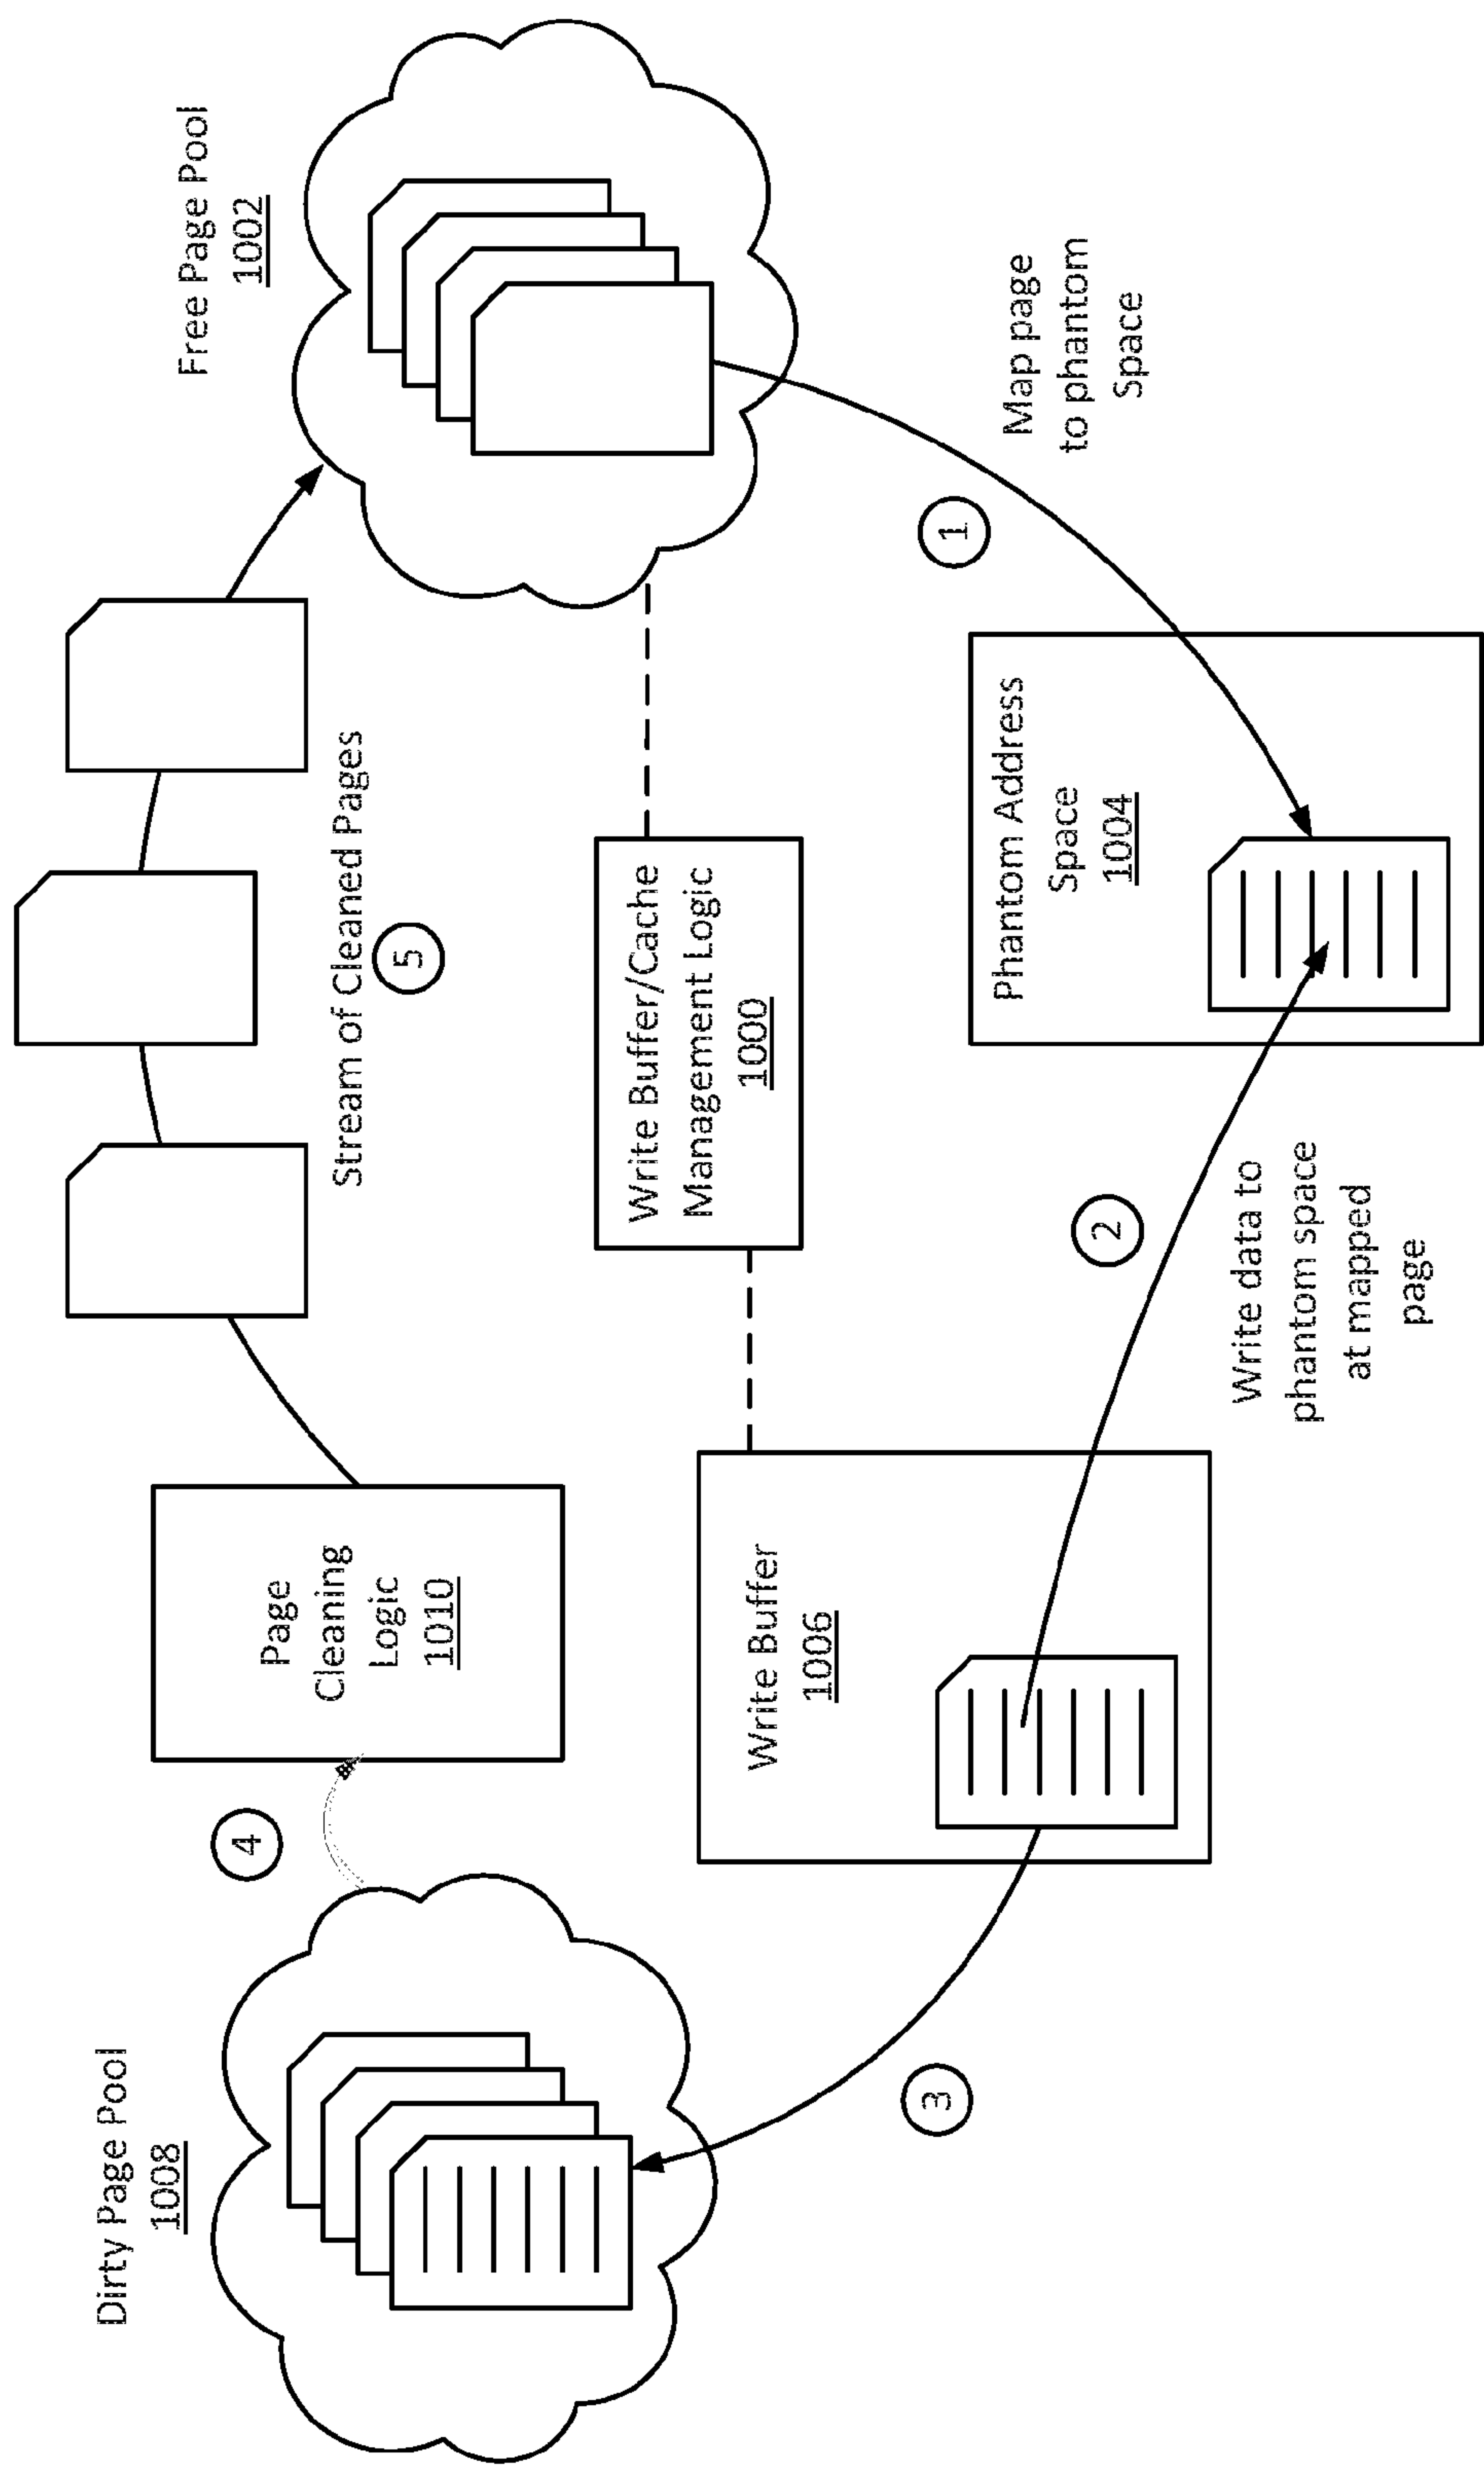 Dirty Page Pool
1008
4
Page
Cleaning
Logic
1010
Stream of Cleaned Pages
5
Free Page Pool
1002
Write Buffer/Cache
Management Logic
1000
3
Write Buffer
1006
2
Write data to
phantom space
at mapped
page
Phantom Address
Space
1004
1
Map page
to phantom
Space